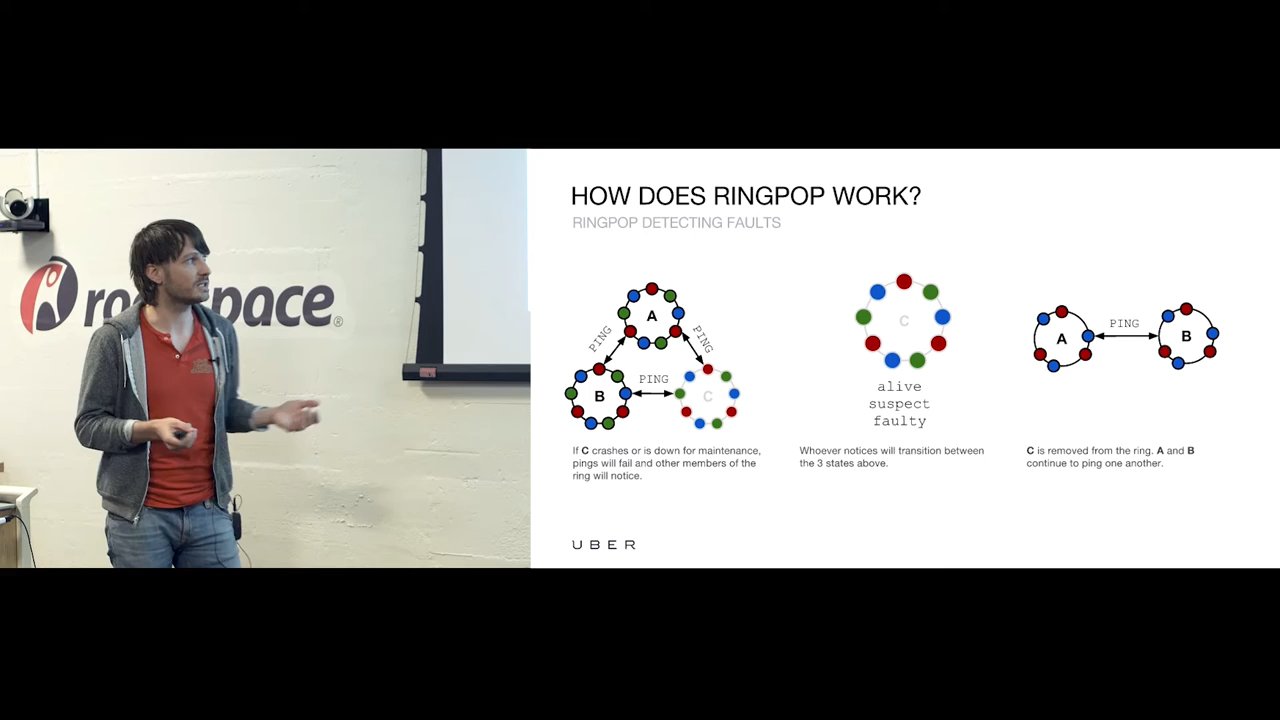 HOW DOES RINGPOP WORK?
RINGPOP DETECTING FAULTS
A
PING
PING
B
PING
C
If C crashes or is down for maintenance,
pings will fail and other members of the
ring will notice.
C
alive
suspect
faulty
Whoever notices will transition between
the 3 states above.
A
PING
B
C is removed from the ring. A and B
continue to ping one another.
UBER
®